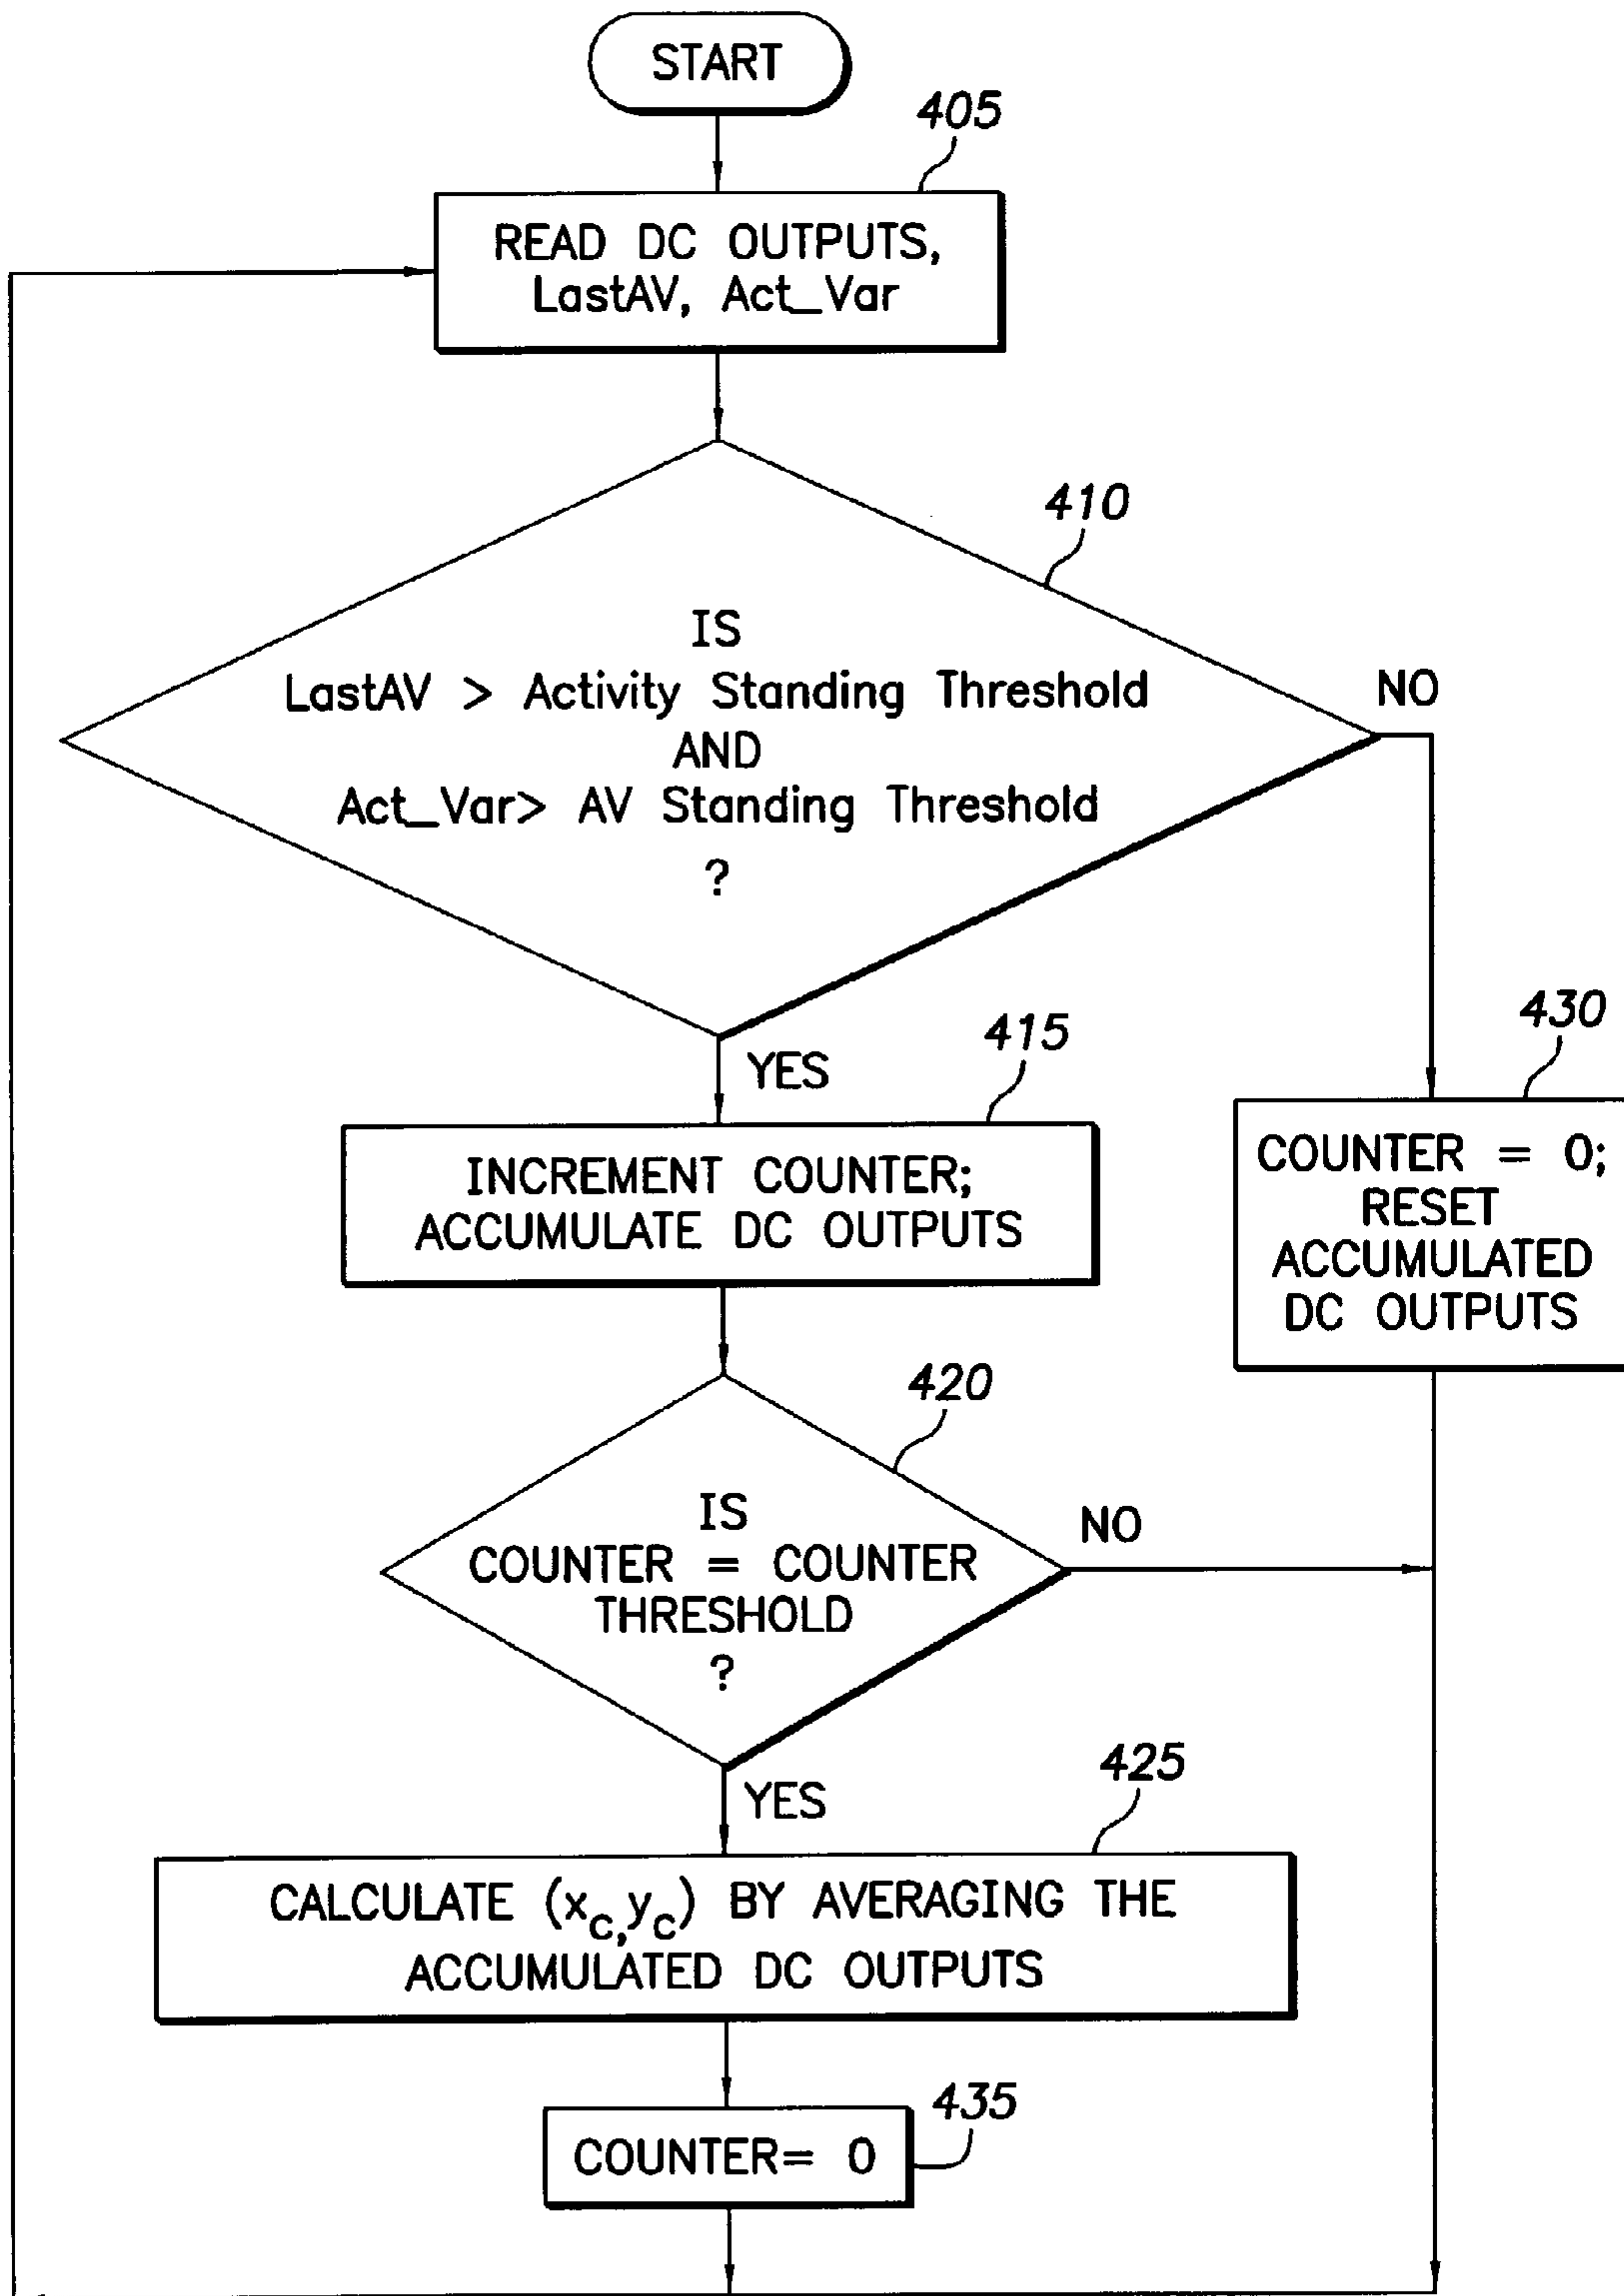 START
405
READ DC OUTPUTS,
LastAV, Act_Var
410
IS
LastAV > Activity Standing Threshold
AND
Act_Var> AV Standing Threshold
?
NO
YES
415
INCREMENT COUNTER;
ACCUMULATE DC OUTPUTS
430
COUNTER = 0;
RESET
ACCUMULATED
DC OUTPUTS
420
IS
COUNTER = COUNTER
THRESHOLD
?
NO
YES
425
CALCULATE (xc,yc) BY AVERAGING THE
ACCUMULATED DC OUTPUTS
435
COUNTER= 0